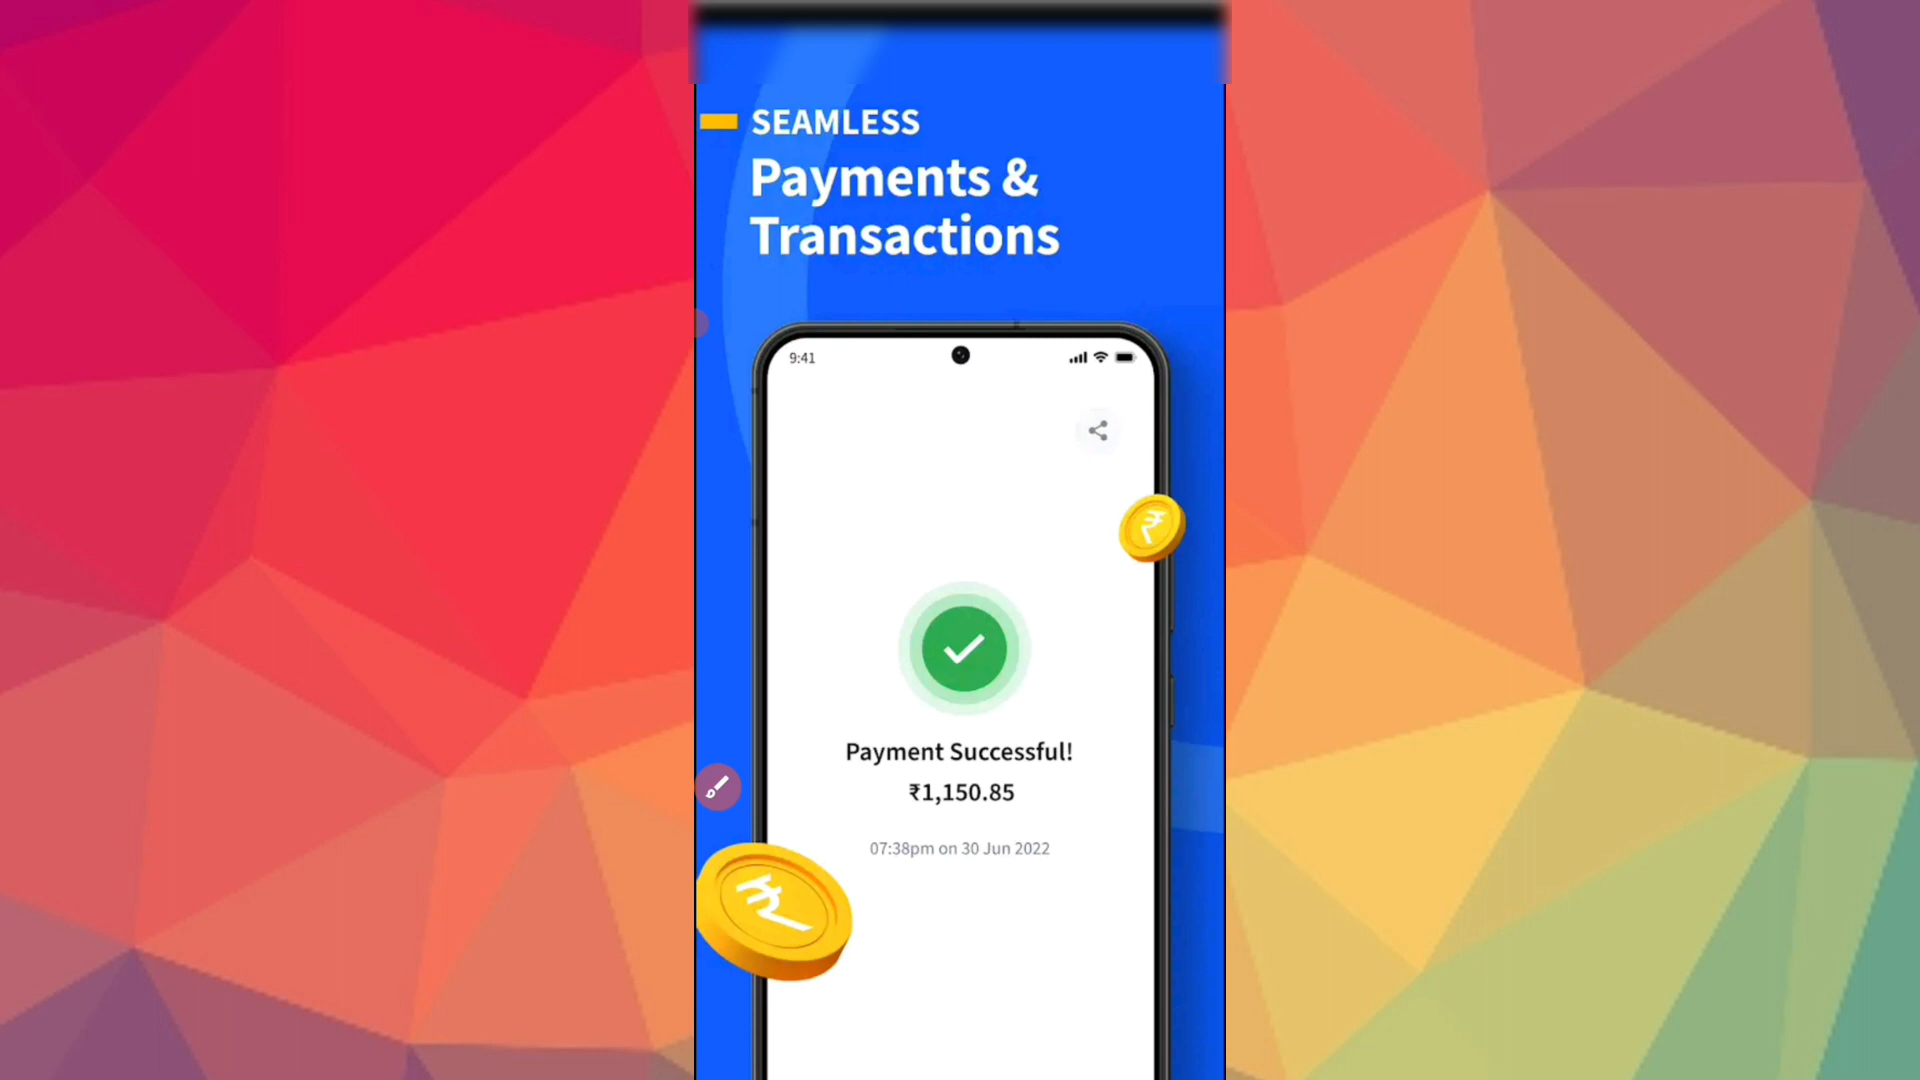 SEAMLESS
Payments &
Transactions
9:41
₹
Payment Successful!
₹1,150.85
07:38pm on 30 Jun 2022
₹